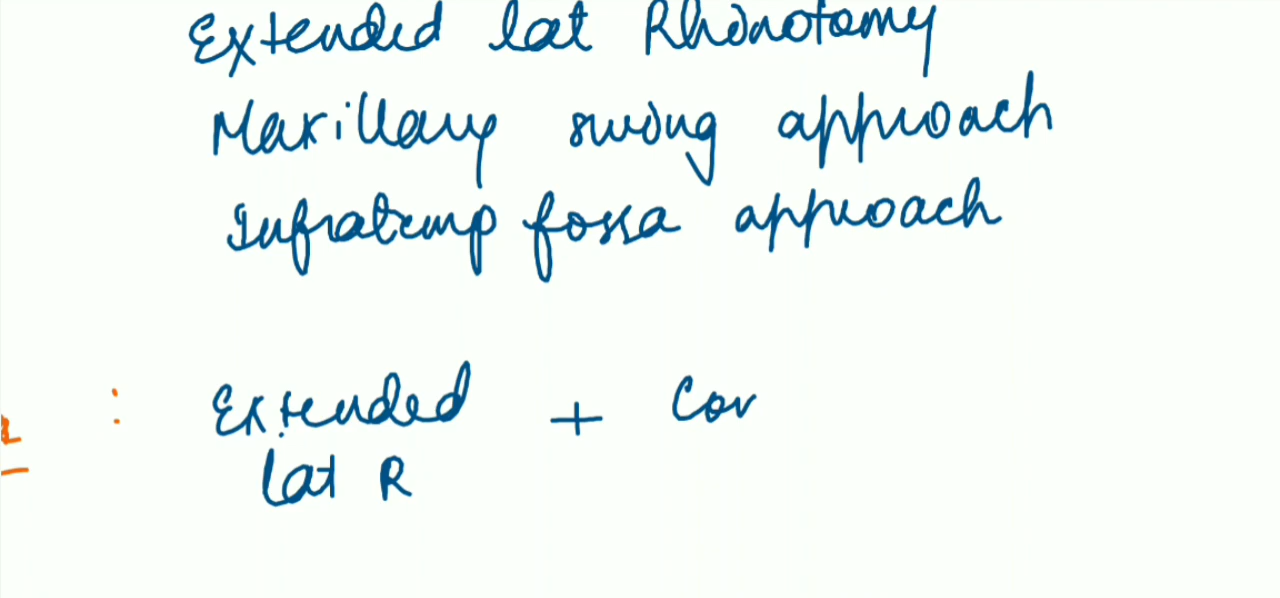 Extended lat Rhinotomy
Maxillary swing approach
Infratemp fossa approach
: Extended + Cor
lat R